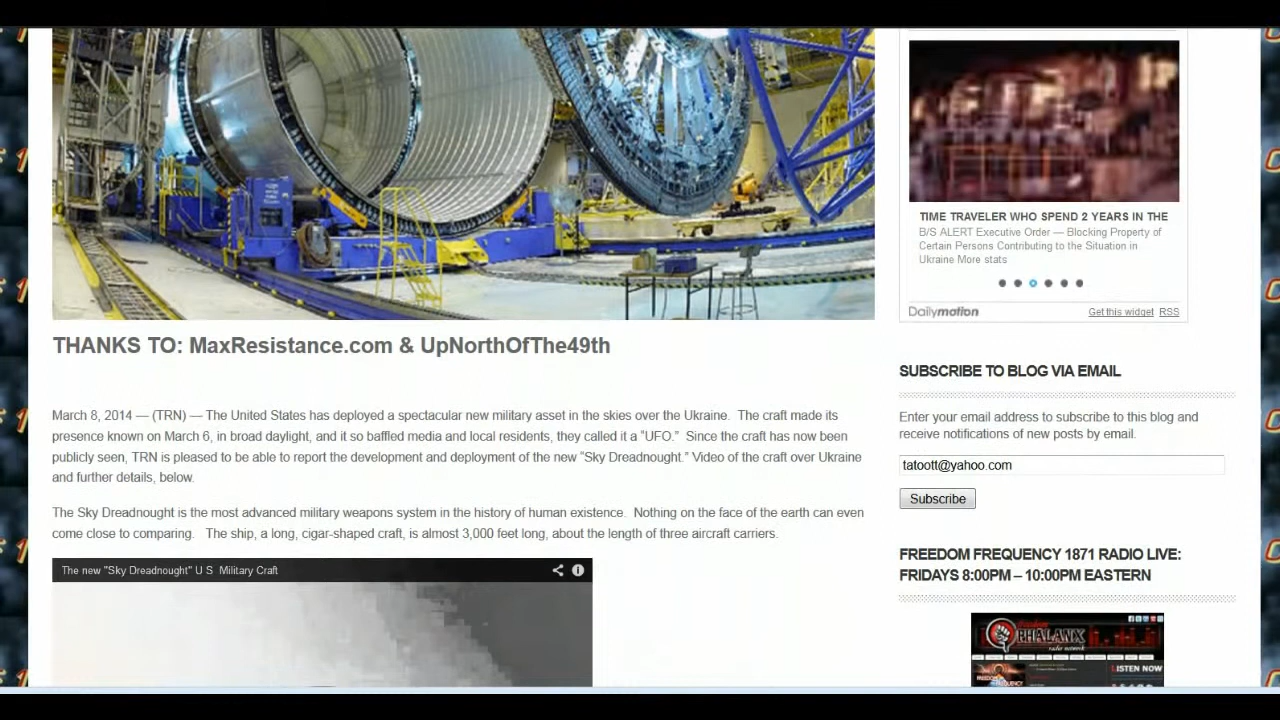 THANKS TO: MaxResistance.com & UpNorthOfThe49th
March 8, 2014 — (TRN) — The United States has deployed a spectacular new military asset in the skies over the Ukraine.  The craft made its
presence known on March 6, in broad daylight, and it so baffled media and local residents, they called it a "UFO."  Since the craft has now been
publicly seen, TRN is pleased to be able to report the development and deployment of the new "Sky Dreadnought." Video of the craft over Ukraine
and further details, below.
The Sky Dreadnought is the most advanced military weapons system in the history of human existence.  Nothing on the face of the earth can even
come close to comparing.   The ship, a long, cigar-shaped craft, is almost 3,000 feet long, about the length of three aircraft carriers.
The new "Sky Dreadnought" U S  Military Craft
TIME TRAVELER WHO SPEND 2 YEARS IN THE
B/S ALERT Executive Order — Blocking Property of
Certain Persons Contributing to the Situation in
Ukraine More stats
Dailymotion
Get this widget RSS
SUBSCRIBE TO BLOG VIA EMAIL
Enter your email address to subscribe to this blog and
receive notifications of new posts by email.
tatoott@yahoo.com
Subscribe
FREEDOM FREQUENCY 1871 RADIO LIVE:
FRIDAYS 8:00PM – 10:00PM EASTERN
PHALANX
radio network
LISTEN NOW